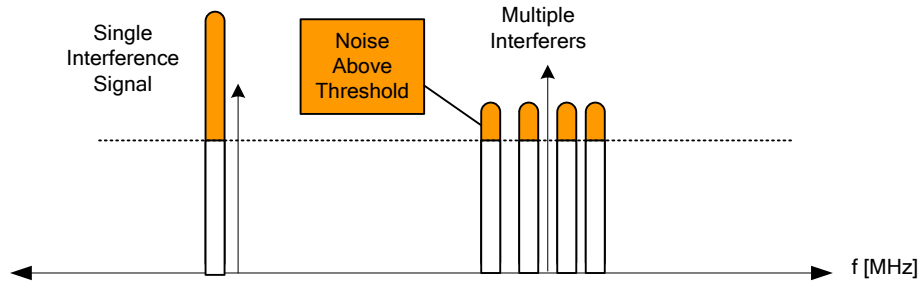 Single
Interference
Signal
Noise
Above
Threshold
Multiple
Interferers
f [MHz]